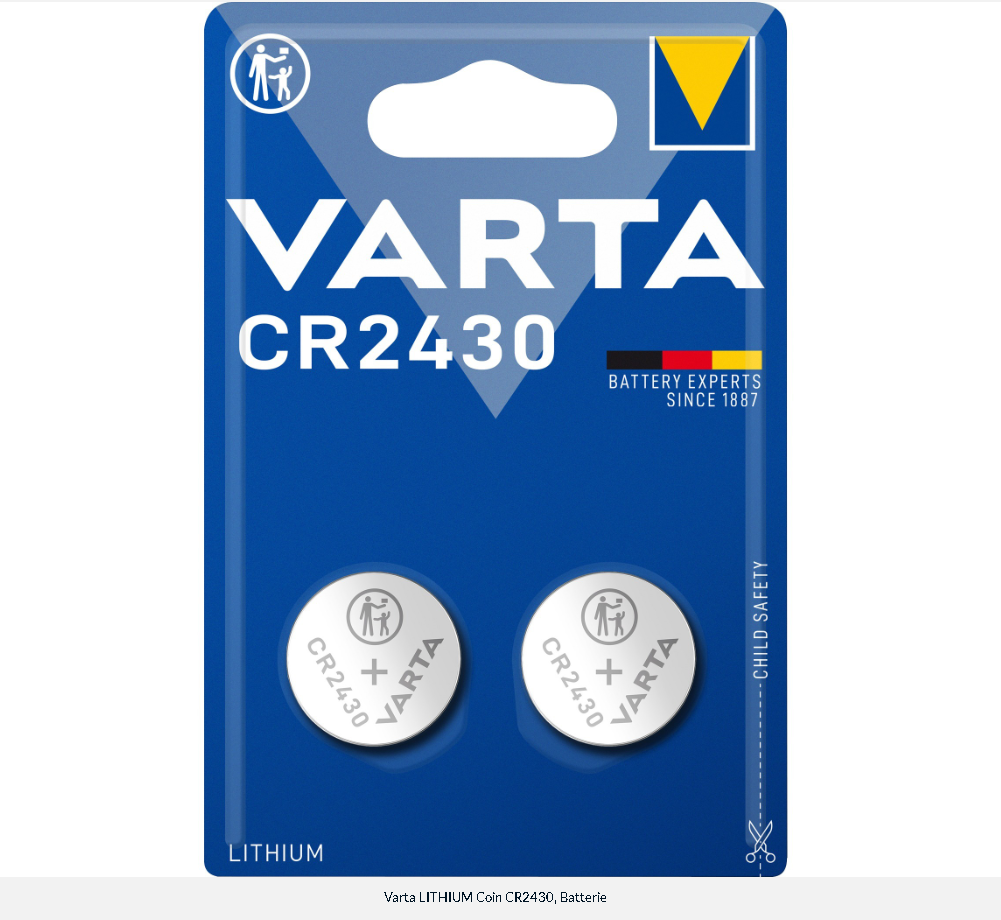 VARTA
CR2430
BATTERY EXPERTS
SINCE 1887
CR2430
+
VARTA
CR2430
+
VARTA
CHILD SAFETY
LITHIUM
Varta LITHIUM Coin CR2430, Batterie